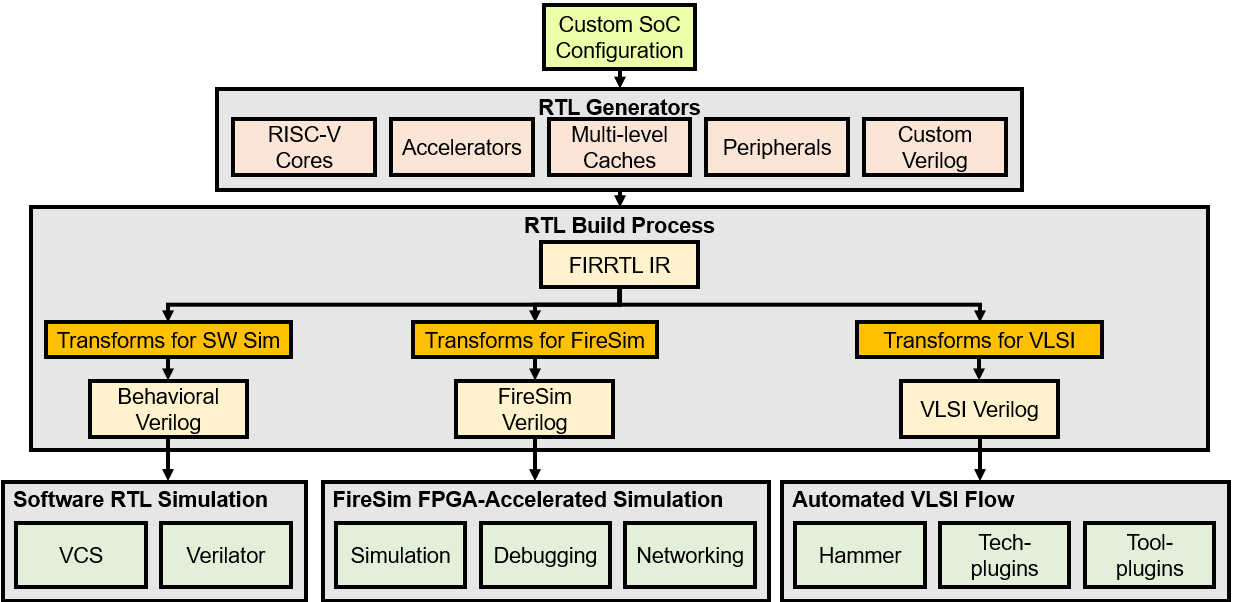 Custom SoC
Configuration
RTL Generators
RISC-V
Cores
Accelerators
Multi-level
Caches
Peripherals
Custom
Verilog
RTL Build Process
FIRRTL IR
Transforms for SW Sim
Transforms for FireSim
Transforms for VLSI
Behavioral
Verilog
FireSim
Verilog
VLSI Verilog
Software RTL Simulation
VCS
Verilator
FireSim FPGA-Accelerated Simulation
Simulation
Debugging
Networking
Automated VLSI Flow
Hammer
Tech-
plugins
Tool-
plugins